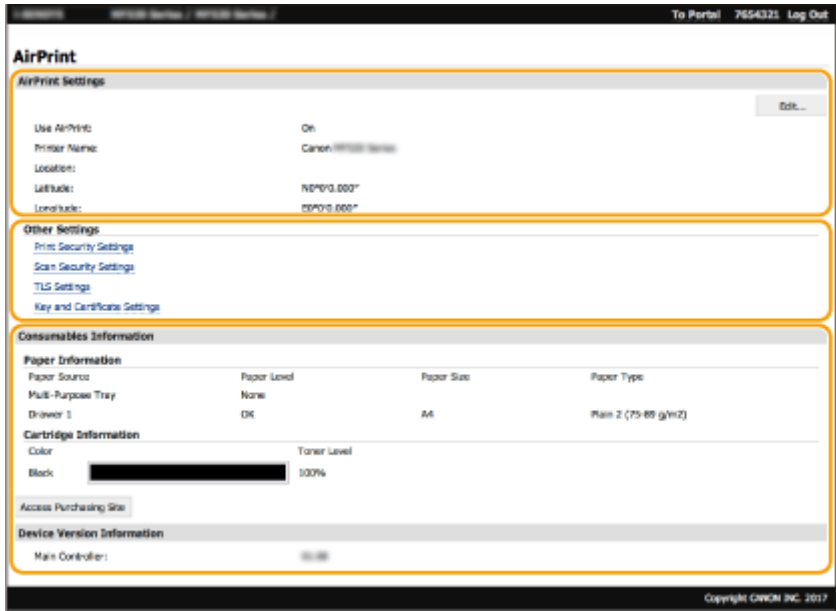 To Portal 7654321 Log Out
AirPrint
AirPrint Settings
Edit...
Use AirPrint: On
Printer Name: Canon
Location:
Latitude: N0°0'0.000"
Longitude: E0°0'0.000"
Other Settings
Print Security Settings
Scan Security Settings
TLS Settings
Key and Certificate Settings
Consumables Information
Paper Information
Paper Source Paper Level Paper Size Paper Type
Multi-Purpose Tray None
Drawer 1 OK A4 Plain 2 (75-89 g/m2)
Cartridge Information
Color Toner Level
Black 100%
Access Purchasing Site
Device Version Information
Main Controller:
Copyright CANON INC. 2017